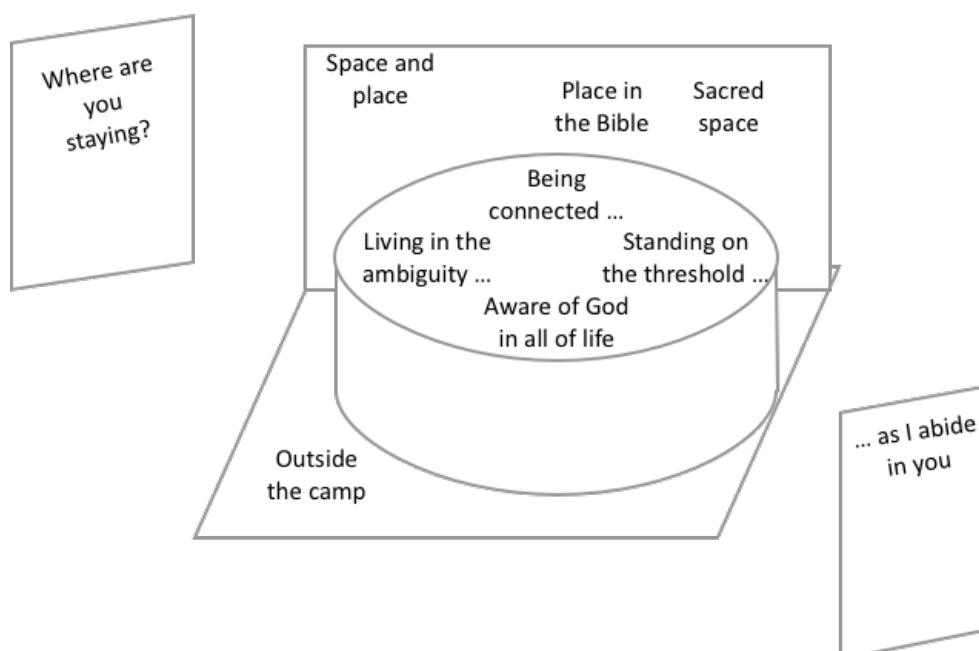 Where are
you
staying?
Space and
place
Place in
the Bible
Sacred
space
Being
connected ...
Living in the
ambiguity ...
Standing on
the threshold ...
Aware of God
in all of life
Outside
the camp
... as I abide
in you